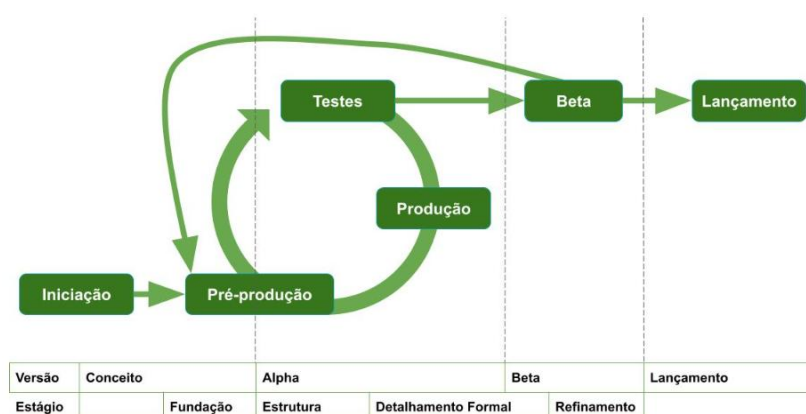 Testes
Beta
Lançamento
Produção
Iniciação
Pré-produção
Versão Conceito Alpha Beta Lançamento
Estágio Fundação Estrutura Detalhamento Formal Refinamento